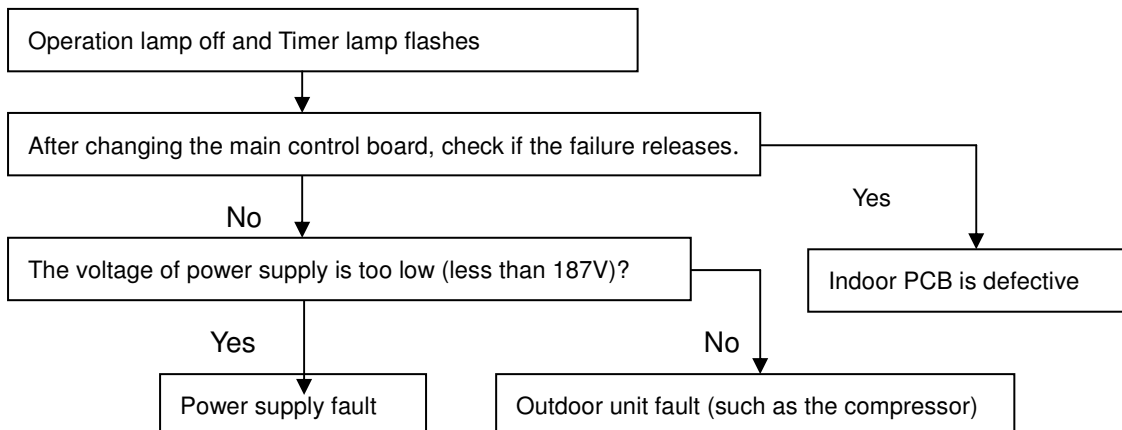 Operation lamp off and Timer lamp flashes
After changing the main control board, check if the failure releases.
Yes
No
The voltage of power supply is too low (less than 187V)?
Indoor PCB is defective
Yes
No
Power supply fault
Outdoor unit fault (such as the compressor)